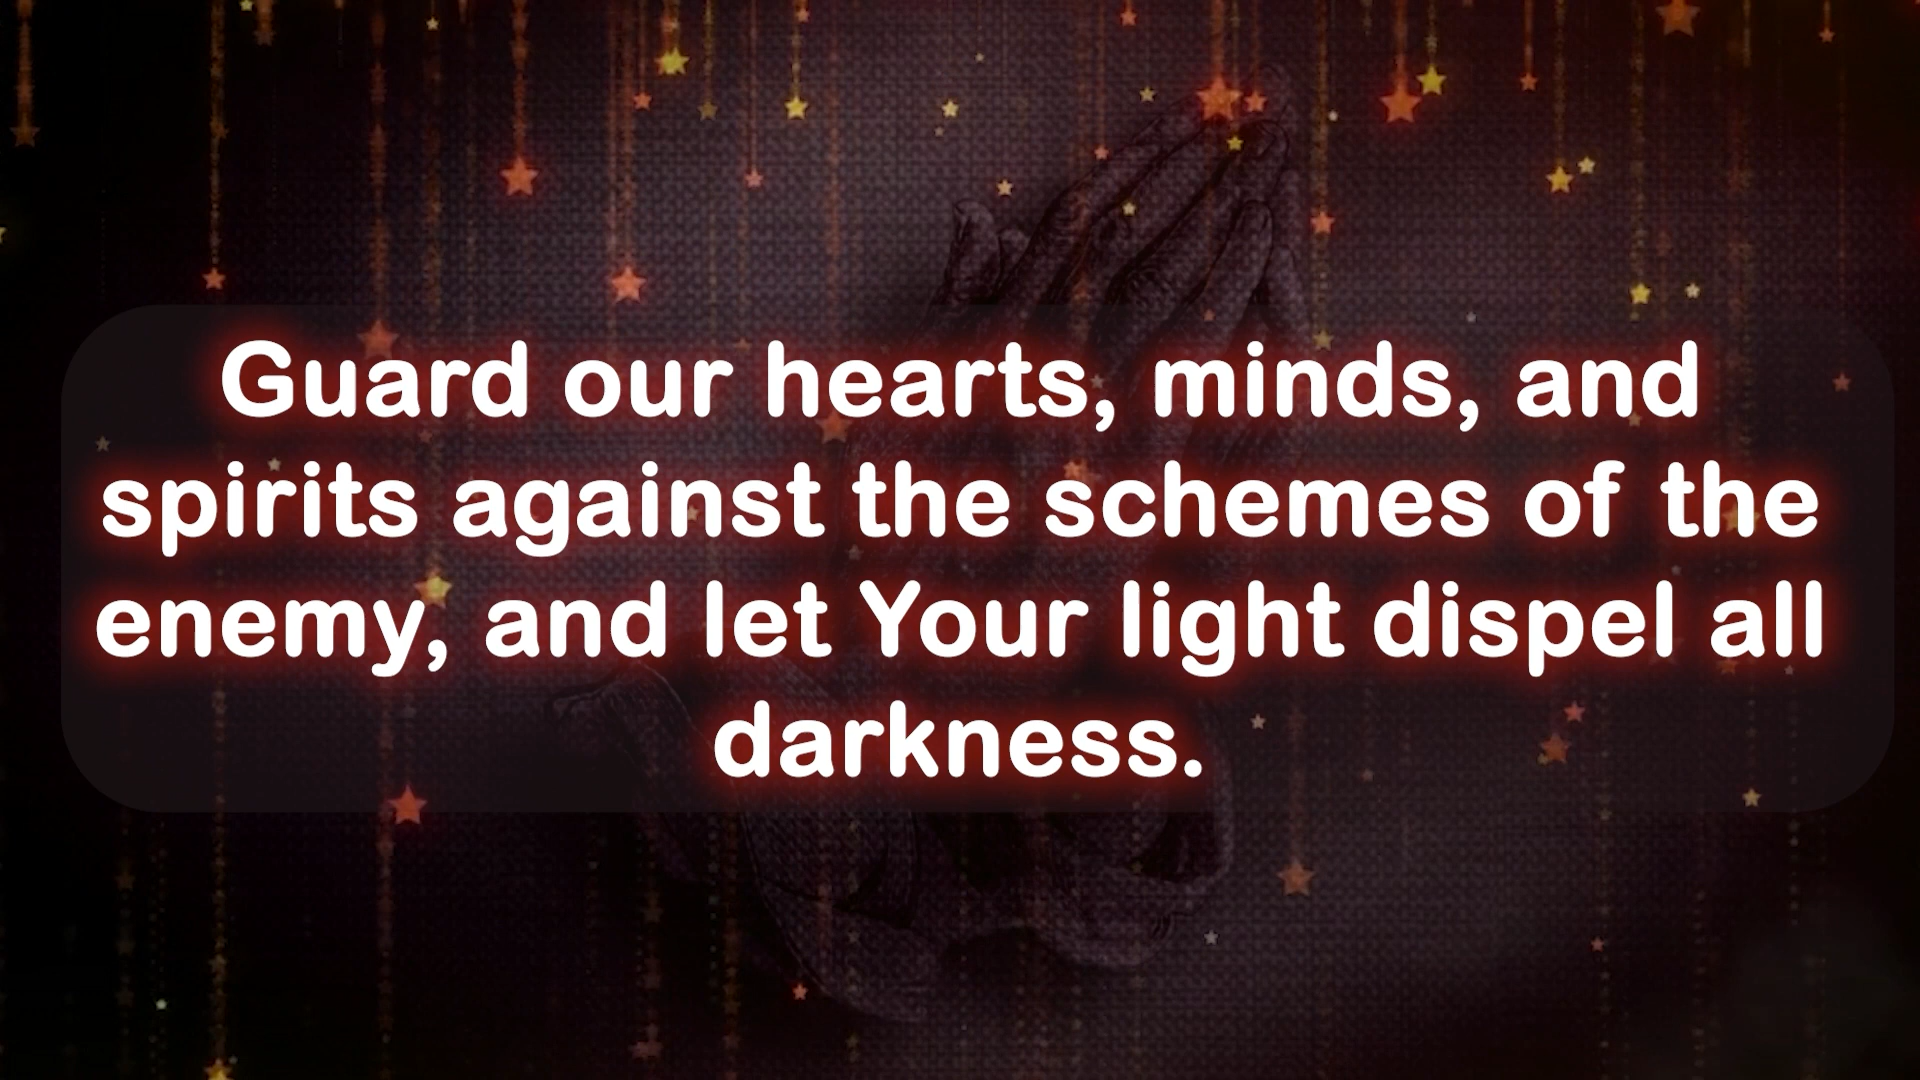 Guard our hearts, minds, and
spirits against the schemes of the
enemy, and let Your light dispel all
darkness.